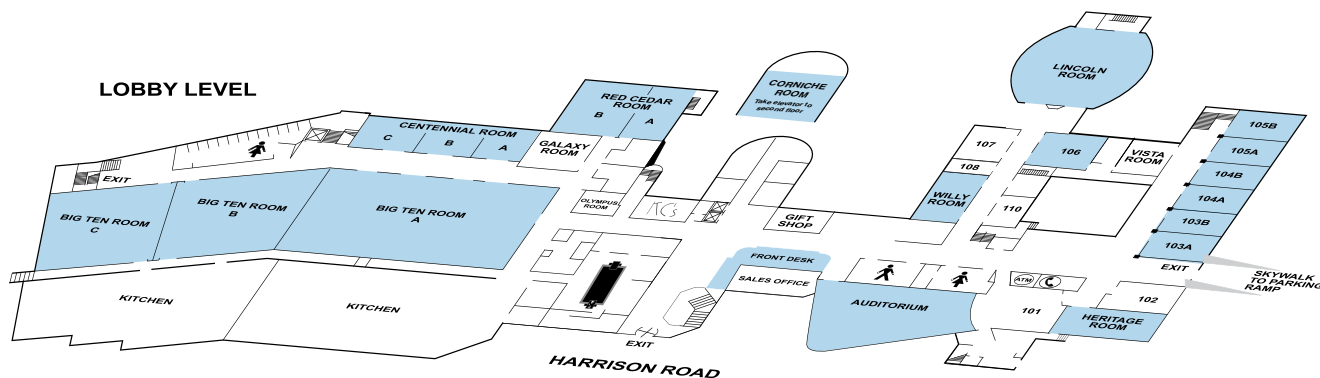 LOBBY LEVEL
LINCOLN
ROOM
CORNICHE
ROOM
Take elevator to
second floor
RED CEDAR
ROOM
B
A
CENTENNIAL ROOM
C
B
A
GALAXY
ROOM
EXIT
BIG TEN ROOM
C
BIG TEN ROOM
B
BIG TEN ROOM
A
OLYMPUS
ROOM
GIFT
SHOP
107
108
WILLY
ROOM
110
106
VISTA
ROOM
105B
105A
104B
104A
103B
103A
EXIT
SKYWALK
TO PARKING
RAMP
FRONT DESK
SALES OFFICE
AUDITORIUM
ATM
101
102
HERITAGE
ROOM
KITCHEN
KITCHEN
EXIT
HARRISON ROAD